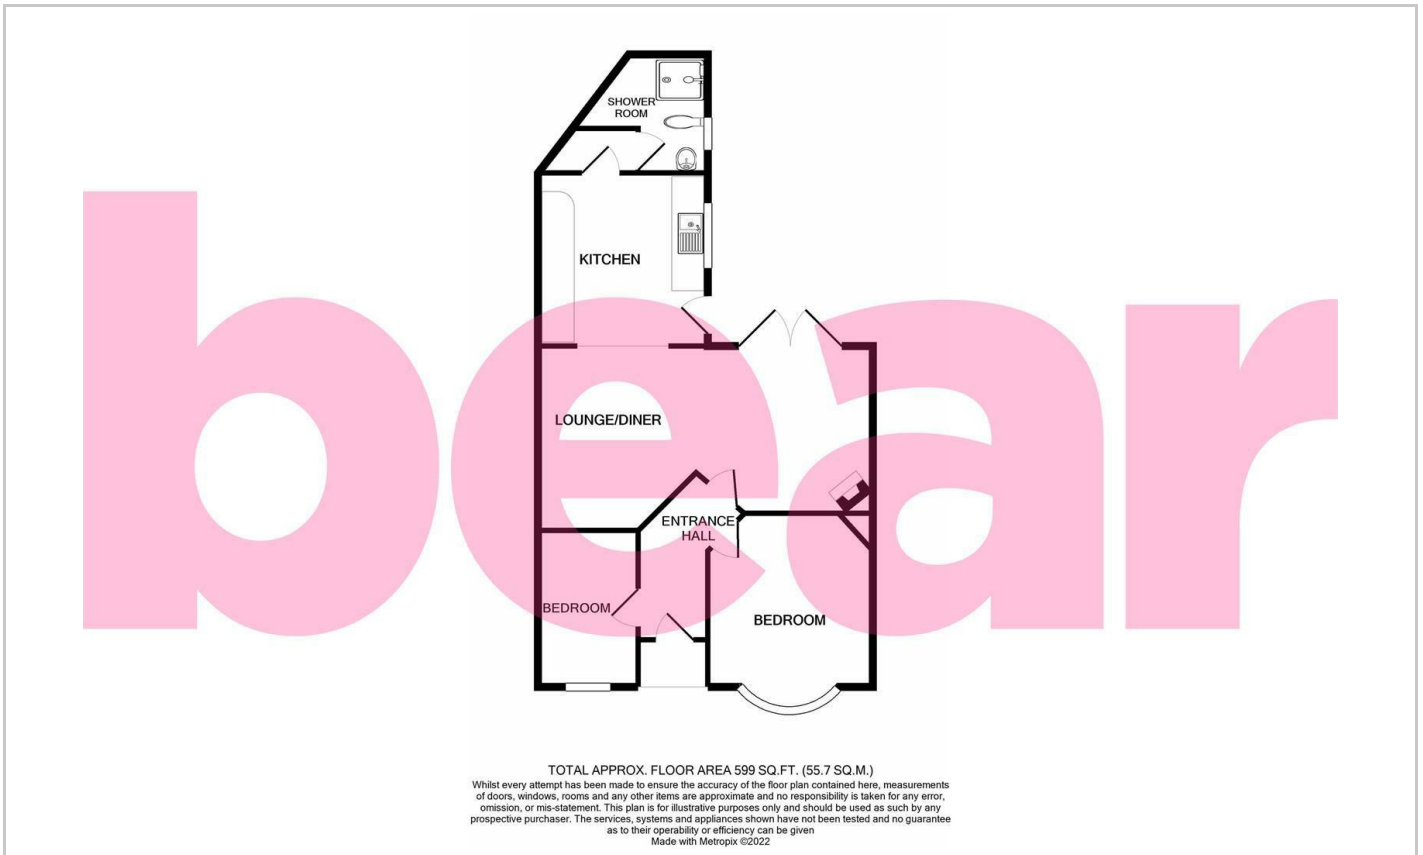 SHOWER
ROOM
KITCHEN
LOUNGE/DINER
ENTRANCE
HALL
BEDROOM
BEDROOM
bear
TOTAL APPROX. FLOOR AREA 599 SQ.FT. (55.7 SQ.M.)
Whilst every attempt has been made to ensure the accuracy of the floor plan contained here, measurements
of doors, windows, rooms and any other items are approximate and no responsibility is taken for any error,
omission, or mis-statement. This plan is for illustrative purposes only and should be used as such by any
prospective purchaser. The services, systems and appliances shown have not been tested and no guarantee
as to their operability or efficiency can be given
Made with Metropix ©2022